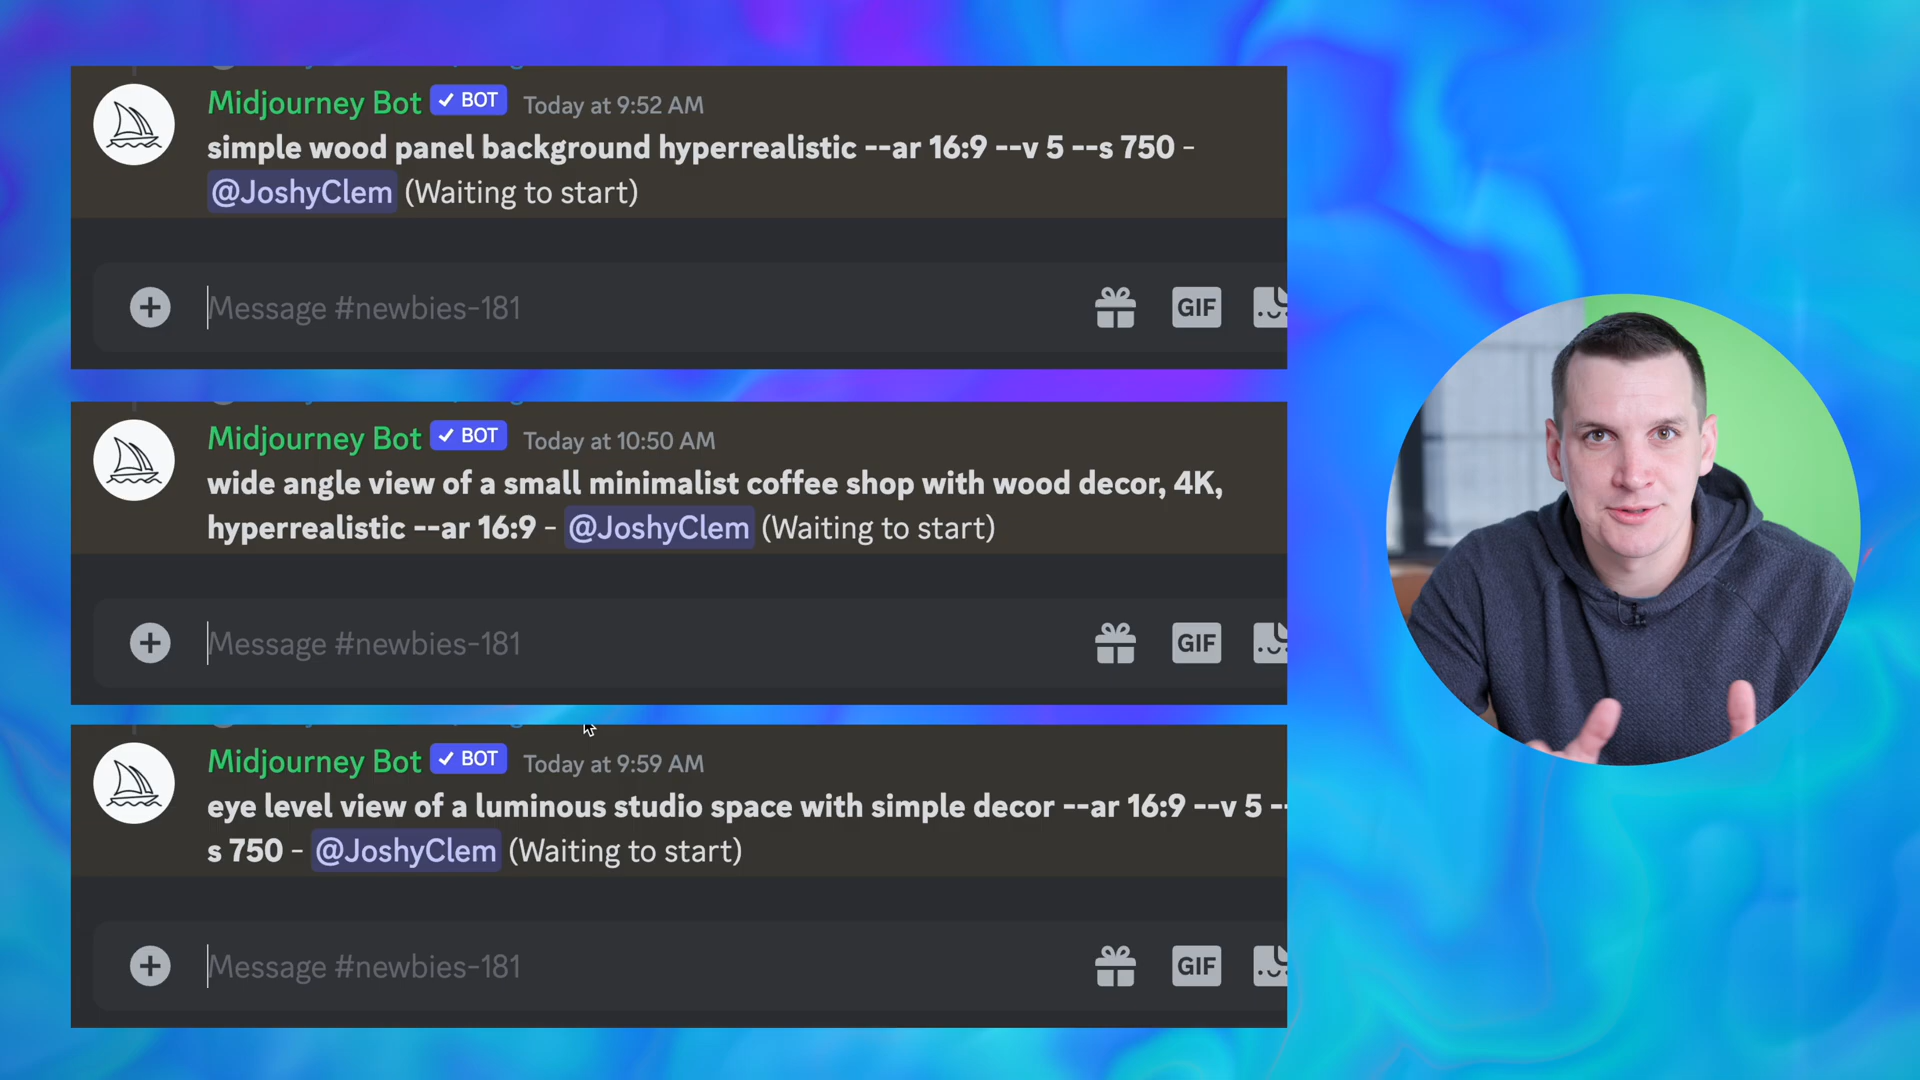 Midjourney Bot ✓ BOT Today at 9:52 AM
simple wood panel background hyperrealistic --ar 16:9 --v 5 --s 750 -
@JoshyClem (Waiting to start)
Message #newbies-181
GIF
Midjourney Bot ✓ BOT Today at 10:50 AM
wide angle view of a small minimalist coffee shop with wood decor, 4K,
hyperrealistic --ar 16:9 - @JoshyClem (Waiting to start)
Message #newbies-181
GIF
Midjourney Bot ✓ BOT Today at 9:59 AM
eye level view of a luminous studio space with simple decor --ar 16:9 --v 5 --
s 750 - @JoshyClem (Waiting to start)
Message #newbies-181
GIF